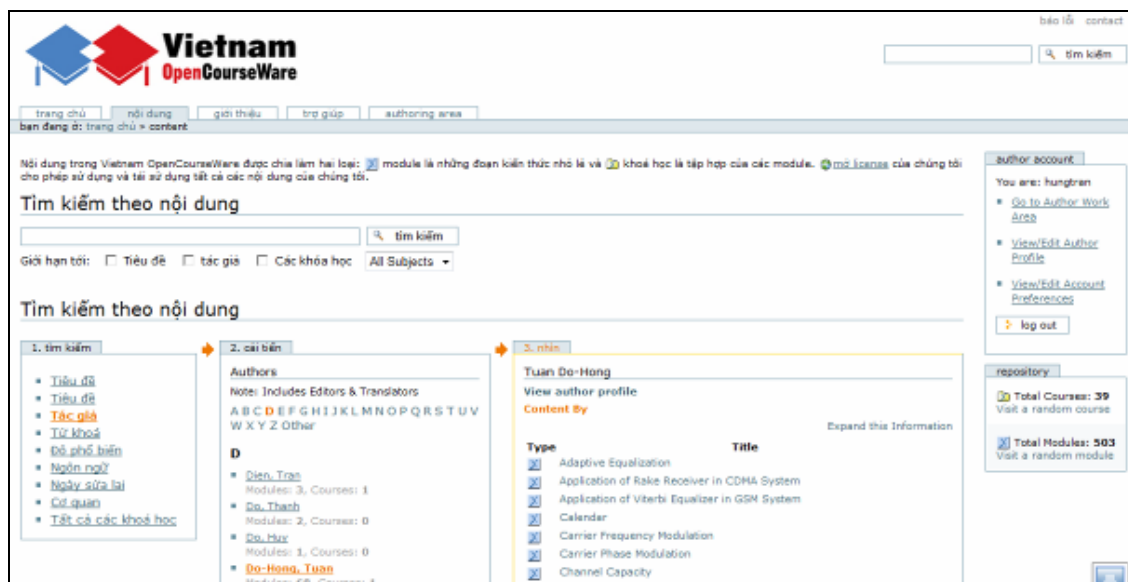 báo lỗi contact
Vietnam
OpenCourseWare
tìm kiếm
trang chủ nội dung giới thiệu trợ giúp authoring area
bạn đang ở: trang chủ » content
Nội dung trong Vietnam OpenCourseWare được chia làm hai loại: module là những đoạn kiến thức nhỏ lẻ và khoá học là tập hợp của các module. mở license của chúng tôi
cho phép sử dụng và tái sử dụng tất cả các nội dung của chúng tôi.
Tìm kiếm theo nội dung
tìm kiếm
Giới hạn tới: Tiêu đề tác giả Các khóa học All Subjects
Tìm kiếm theo nội dung
1. tìm kiếm
Tiêu đề
Tiêu đề
Tác giả
Từ khoá
Độ phổ biến
Ngôn ngữ
Ngày sửa lại
Cơ quan
Tất cả các khoá học
2. cải tiến
Authors
Note: Includes Editors & Translators
A B C D E F G H I J K L M N O P Q R S T U V
W X Y Z Other
D
Dien, Tran
Modules: 3, Courses: 1
Do, Thanh
Modules: 2, Courses: 0
Do, Huy
Modules: 1, Courses: 0
Do-Hong, Tuan
3. nhìn
Tuan Do-Hong
View author profile
Content By
Expand this Information
Type Title
Adaptive Equalization
Application of Rake Receiver in CDMA System
Application of Viterbi Equalizer in GSM System
Calendar
Carrier Frequency Modulation
Carrier Phase Modulation
Channel Capacity
author account
You are: hungtran
Go to Author Work
Area
View/Edit Author
Profile
View/Edit Account
Preferences
log out
repository
Total Courses: 39
Visit a random course
Total Modules: 503
Visit a random module